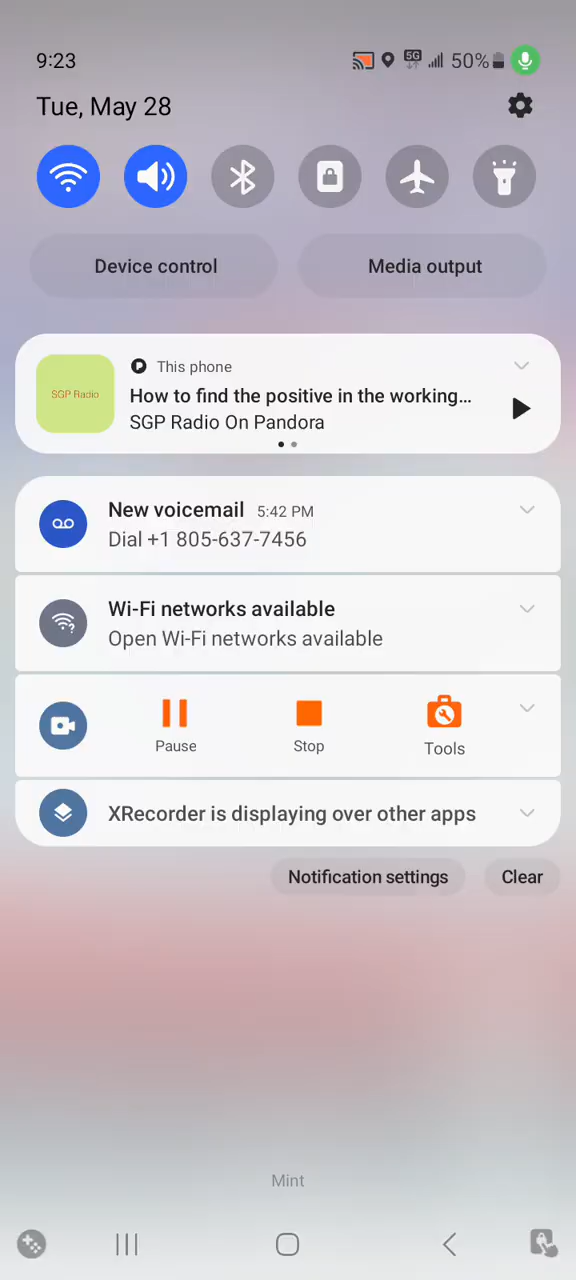 9:23
5G
50%
Tue, May 28
Device control
Media output
This phone
SGP Radio
How to find the positive in the working...
SGP Radio On Pandora
New voicemail 5:42 PM
Dial +1 805-637-7456
Wi-Fi networks available
Open Wi-Fi networks available
Pause
Stop
Tools
XRecorder is displaying over other apps
Notification settings
Clear
Mint